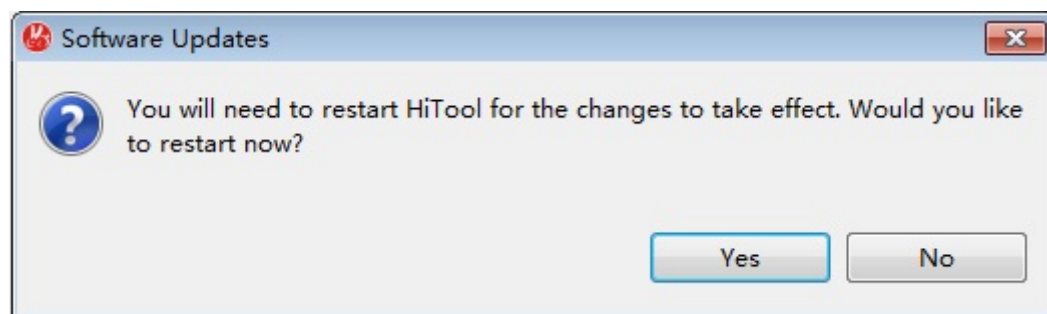 Software Updates
You will need to restart HiTool for the changes to take effect. Would you like
to restart now?
Yes
No